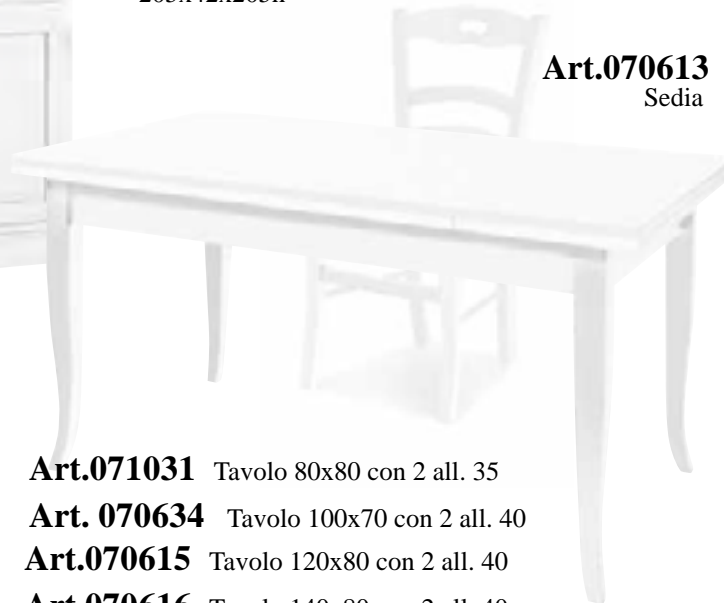 Art.070613
Sedia
Art.071031 Tavolo 80x80 con 2 all. 35
Art. 070634 Tavolo 100x70 con 2 all. 40
Art.070615 Tavolo 120x80 con 2 all. 40